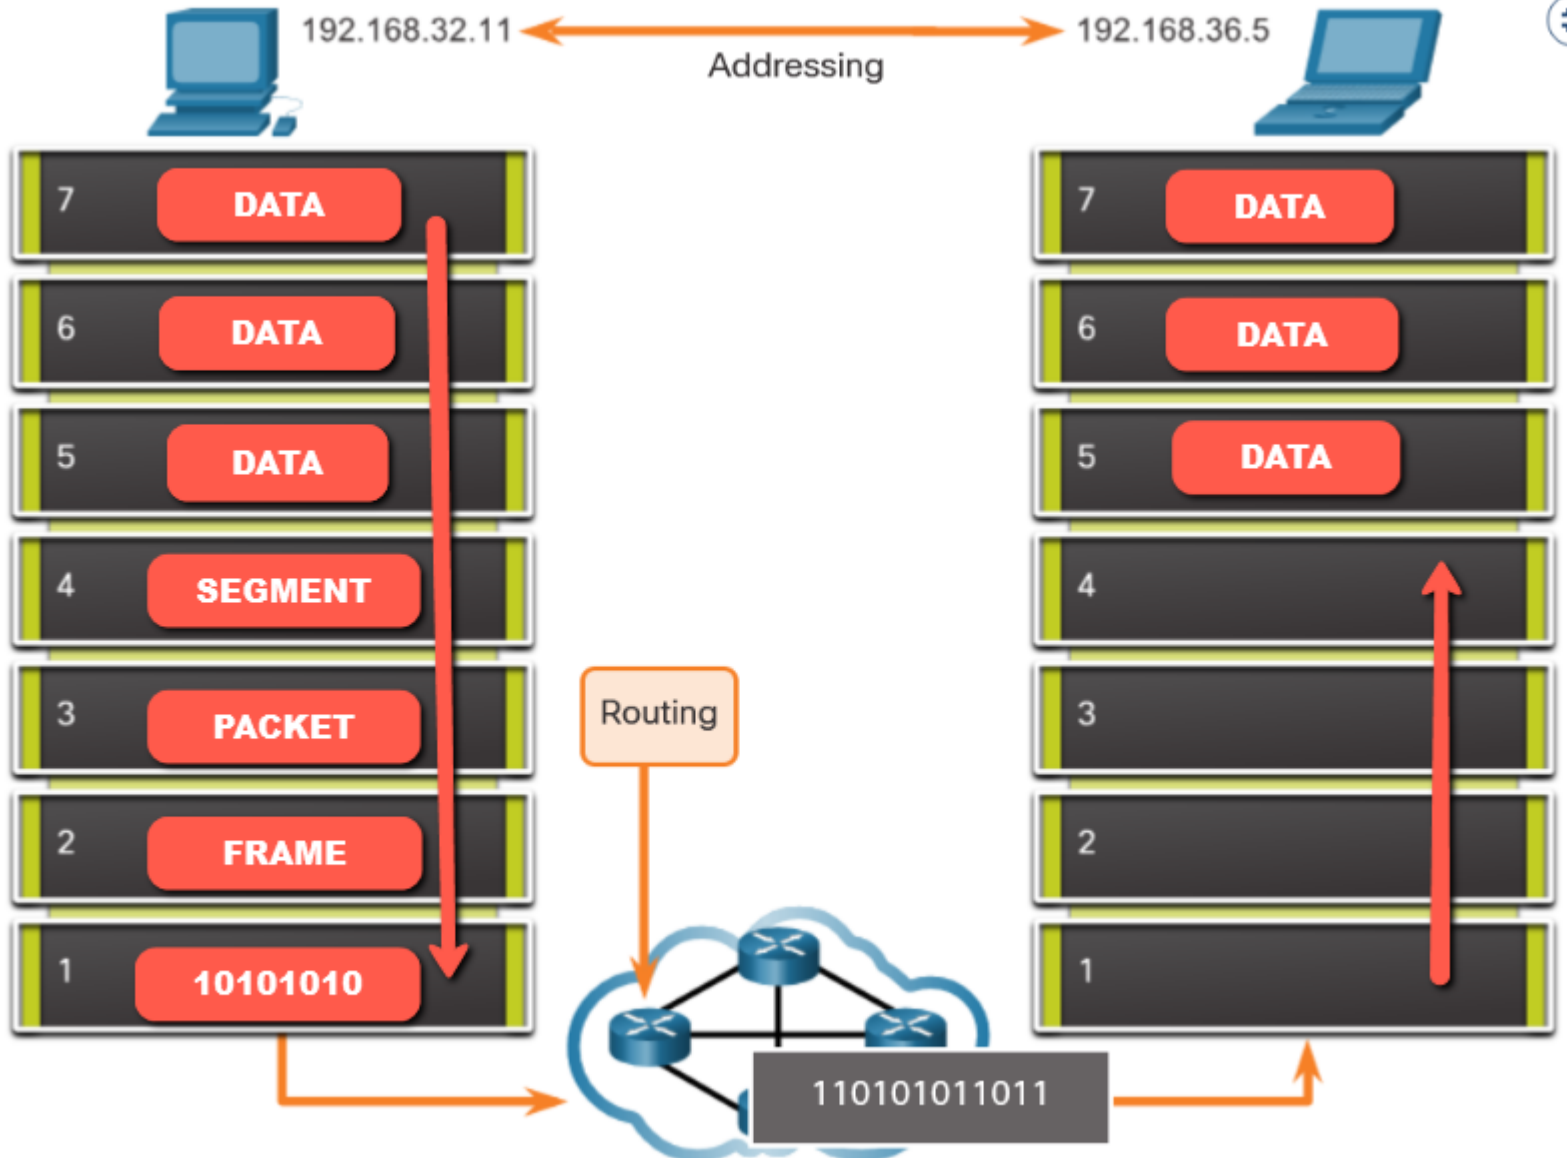 192.168.32.11
192.168.36.5
Addressing
7
DATA
6
DATA
5
DATA
4
SEGMENT
3
PACKET
2
FRAME
1
10101010
Routing
110101011011
7
DATA
6
DATA
5
DATA
4
3
2
1